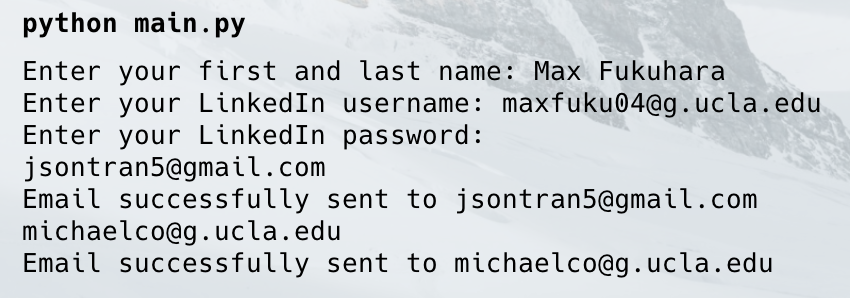 python main.py
Enter your first and last name: Max Fukuhara
Enter your LinkedIn username: maxfuku04@g.ucla.edu
Enter your LinkedIn password:
jsontran5@gmail.com
Email successfully sent to jsontran5@gmail.com
michaelco@g.ucla.edu
Email successfully sent to michaelco@g.ucla.edu